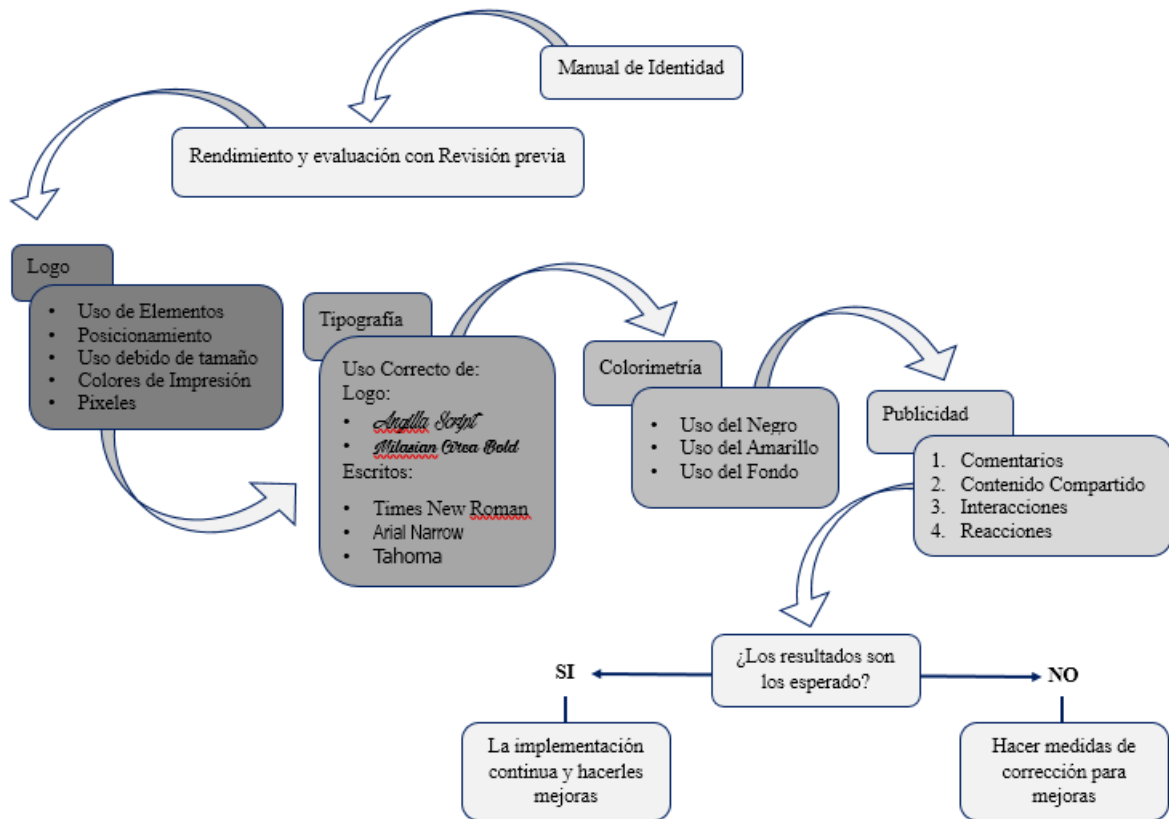 Manual de Identidad
Rendimiento y evaluación con Revisión previa
Logo
• Uso de Elementos
• Posicionamiento
• Uso debido de tamaño
• Colores de Impresión
• Pixeles
Tipografía
Uso Correcto de:
Logo:
• Angilla Script
• Milasian Circa Bold
Escritos:
• Times New Roman
• Arial Narrow
• Tahoma
Colorimetría
• Uso del Negro
• Uso del Amarillo
• Uso del Fondo
Publicidad
1. Comentarios
2. Contenido Compartido
3. Interacciones
4. Reacciones
¿Los resultados son
los esperado?
SI
NO
La implementación
continua y hacerles
mejoras
Hacer medidas de
corrección para
mejoras